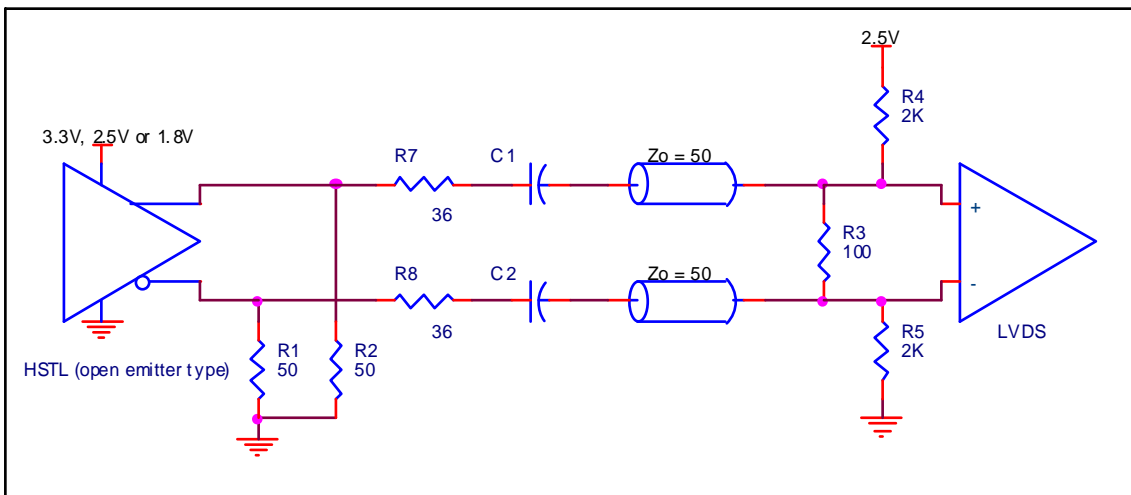 2.5V
R4
2K
3.3V, 2.5V or 1.8V
R7
C1
Zo = 50
36
+
R3
100
R8
C2
Zo = 50
-
36
R5
2K
LVDS
R1
50
R2
50
HSTL (open emitter type)